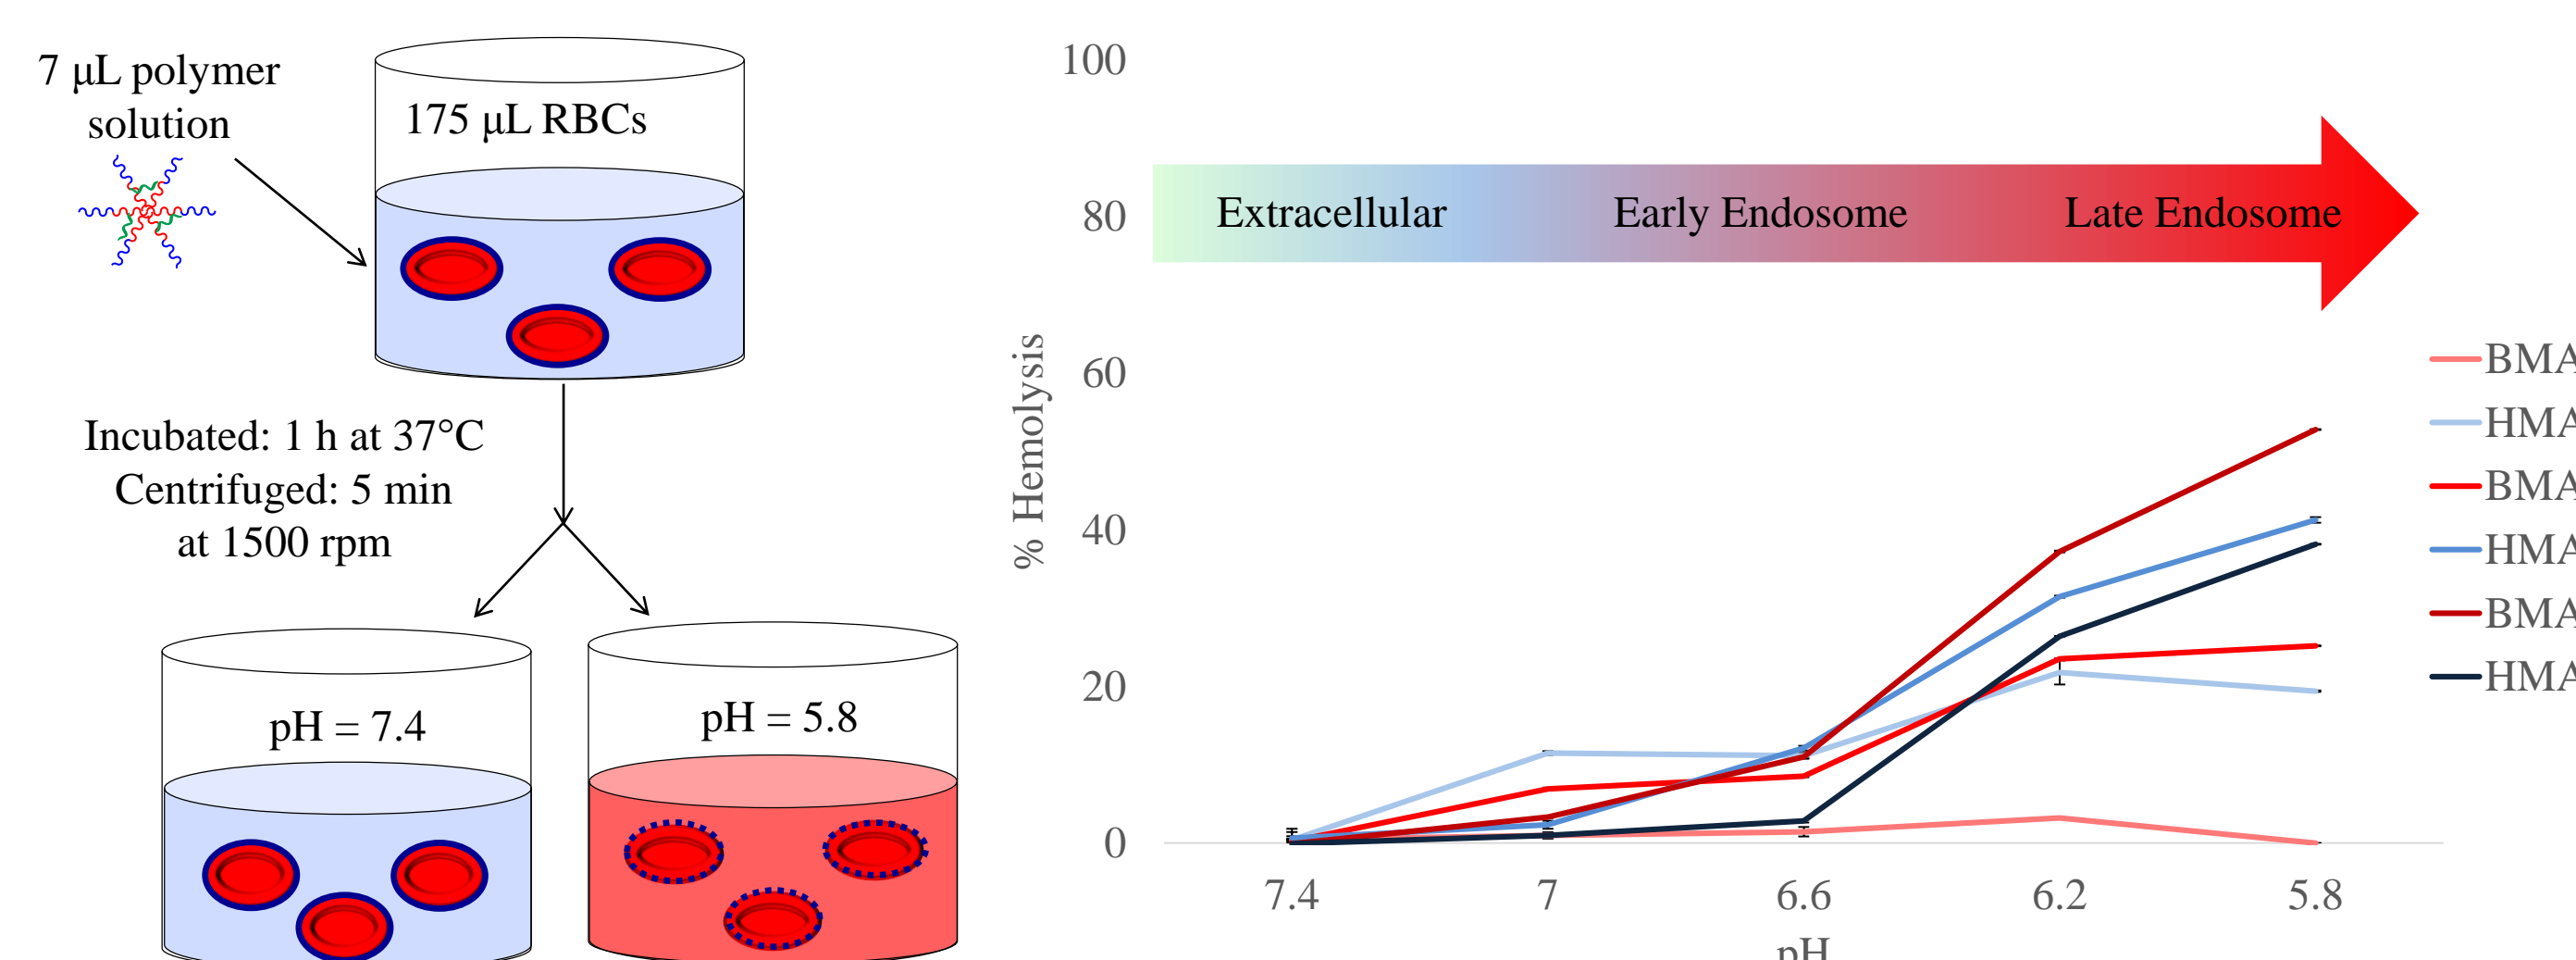 7 μL polymer
solution
175 μL RBCs
Incubated: 1 h at 37°C
Centrifuged: 5 min
at 1500 rpm
pH = 7.4
pH = 5.8
100
80
60
40
20
0
% Hemolysis
Extracellular
Early Endosome
Late Endosome
7.4
7
6.6
6.2
5.8
pH
BMA
HMA
BMA
HMA
BMA
HMA